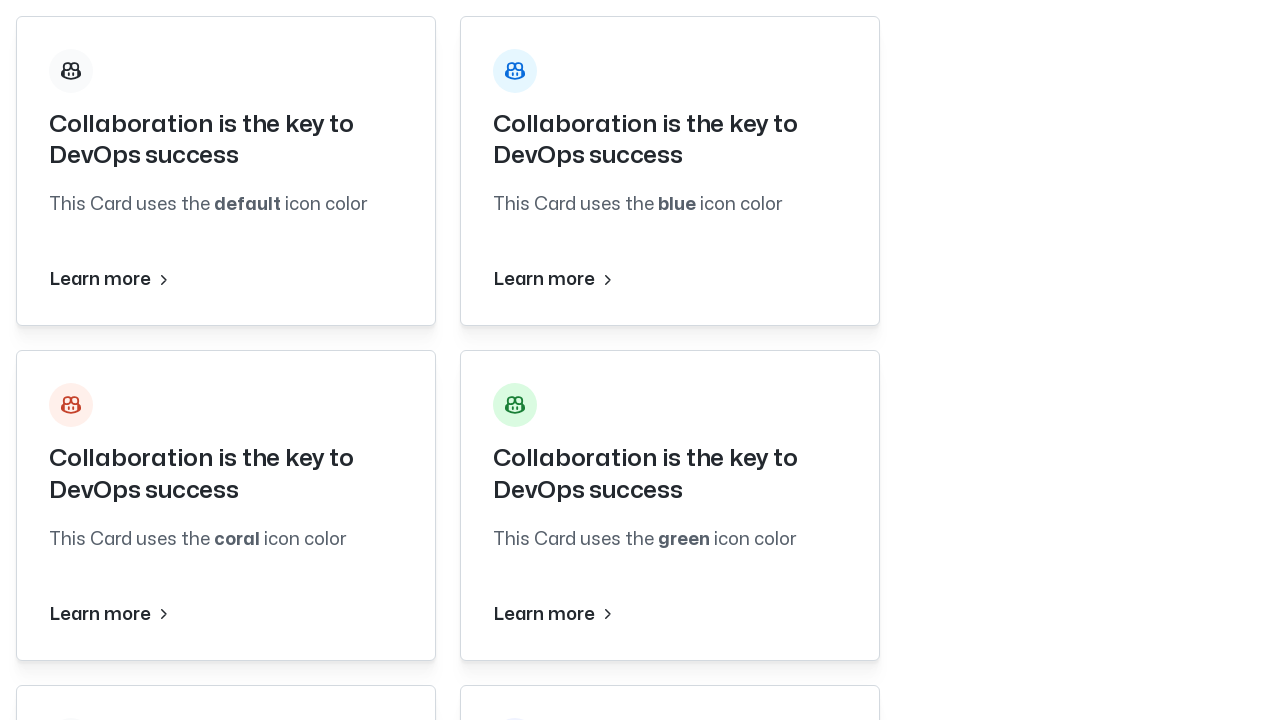 Collaboration is the key to
DevOps success
This Card uses the default icon color
Learn more
Collaboration is the key to
DevOps success
This Card uses the blue icon color
Learn more
Collaboration is the key to
DevOps success
This Card uses the coral icon color
Learn more
Collaboration is the key to
DevOps success
This Card uses the green icon color
Learn more